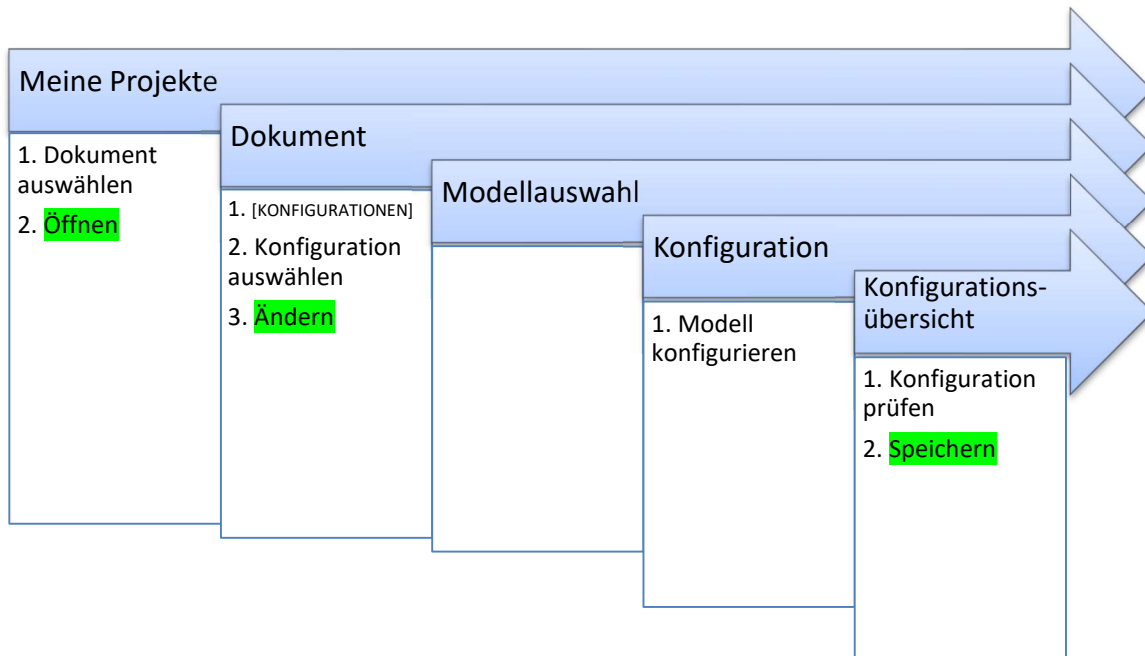 Meine Projekte
1. Dokument
auswählen
2. Öffnen
Dokument
1. [KONFIGURATIONEN]
2. Konfiguration
auswählen
3. Ändern
Modellauswahl
Konfiguration
1. Modell
konfigurieren
Konfigurations-
übersicht
1. Konfiguration
prüfen
2. Speichern